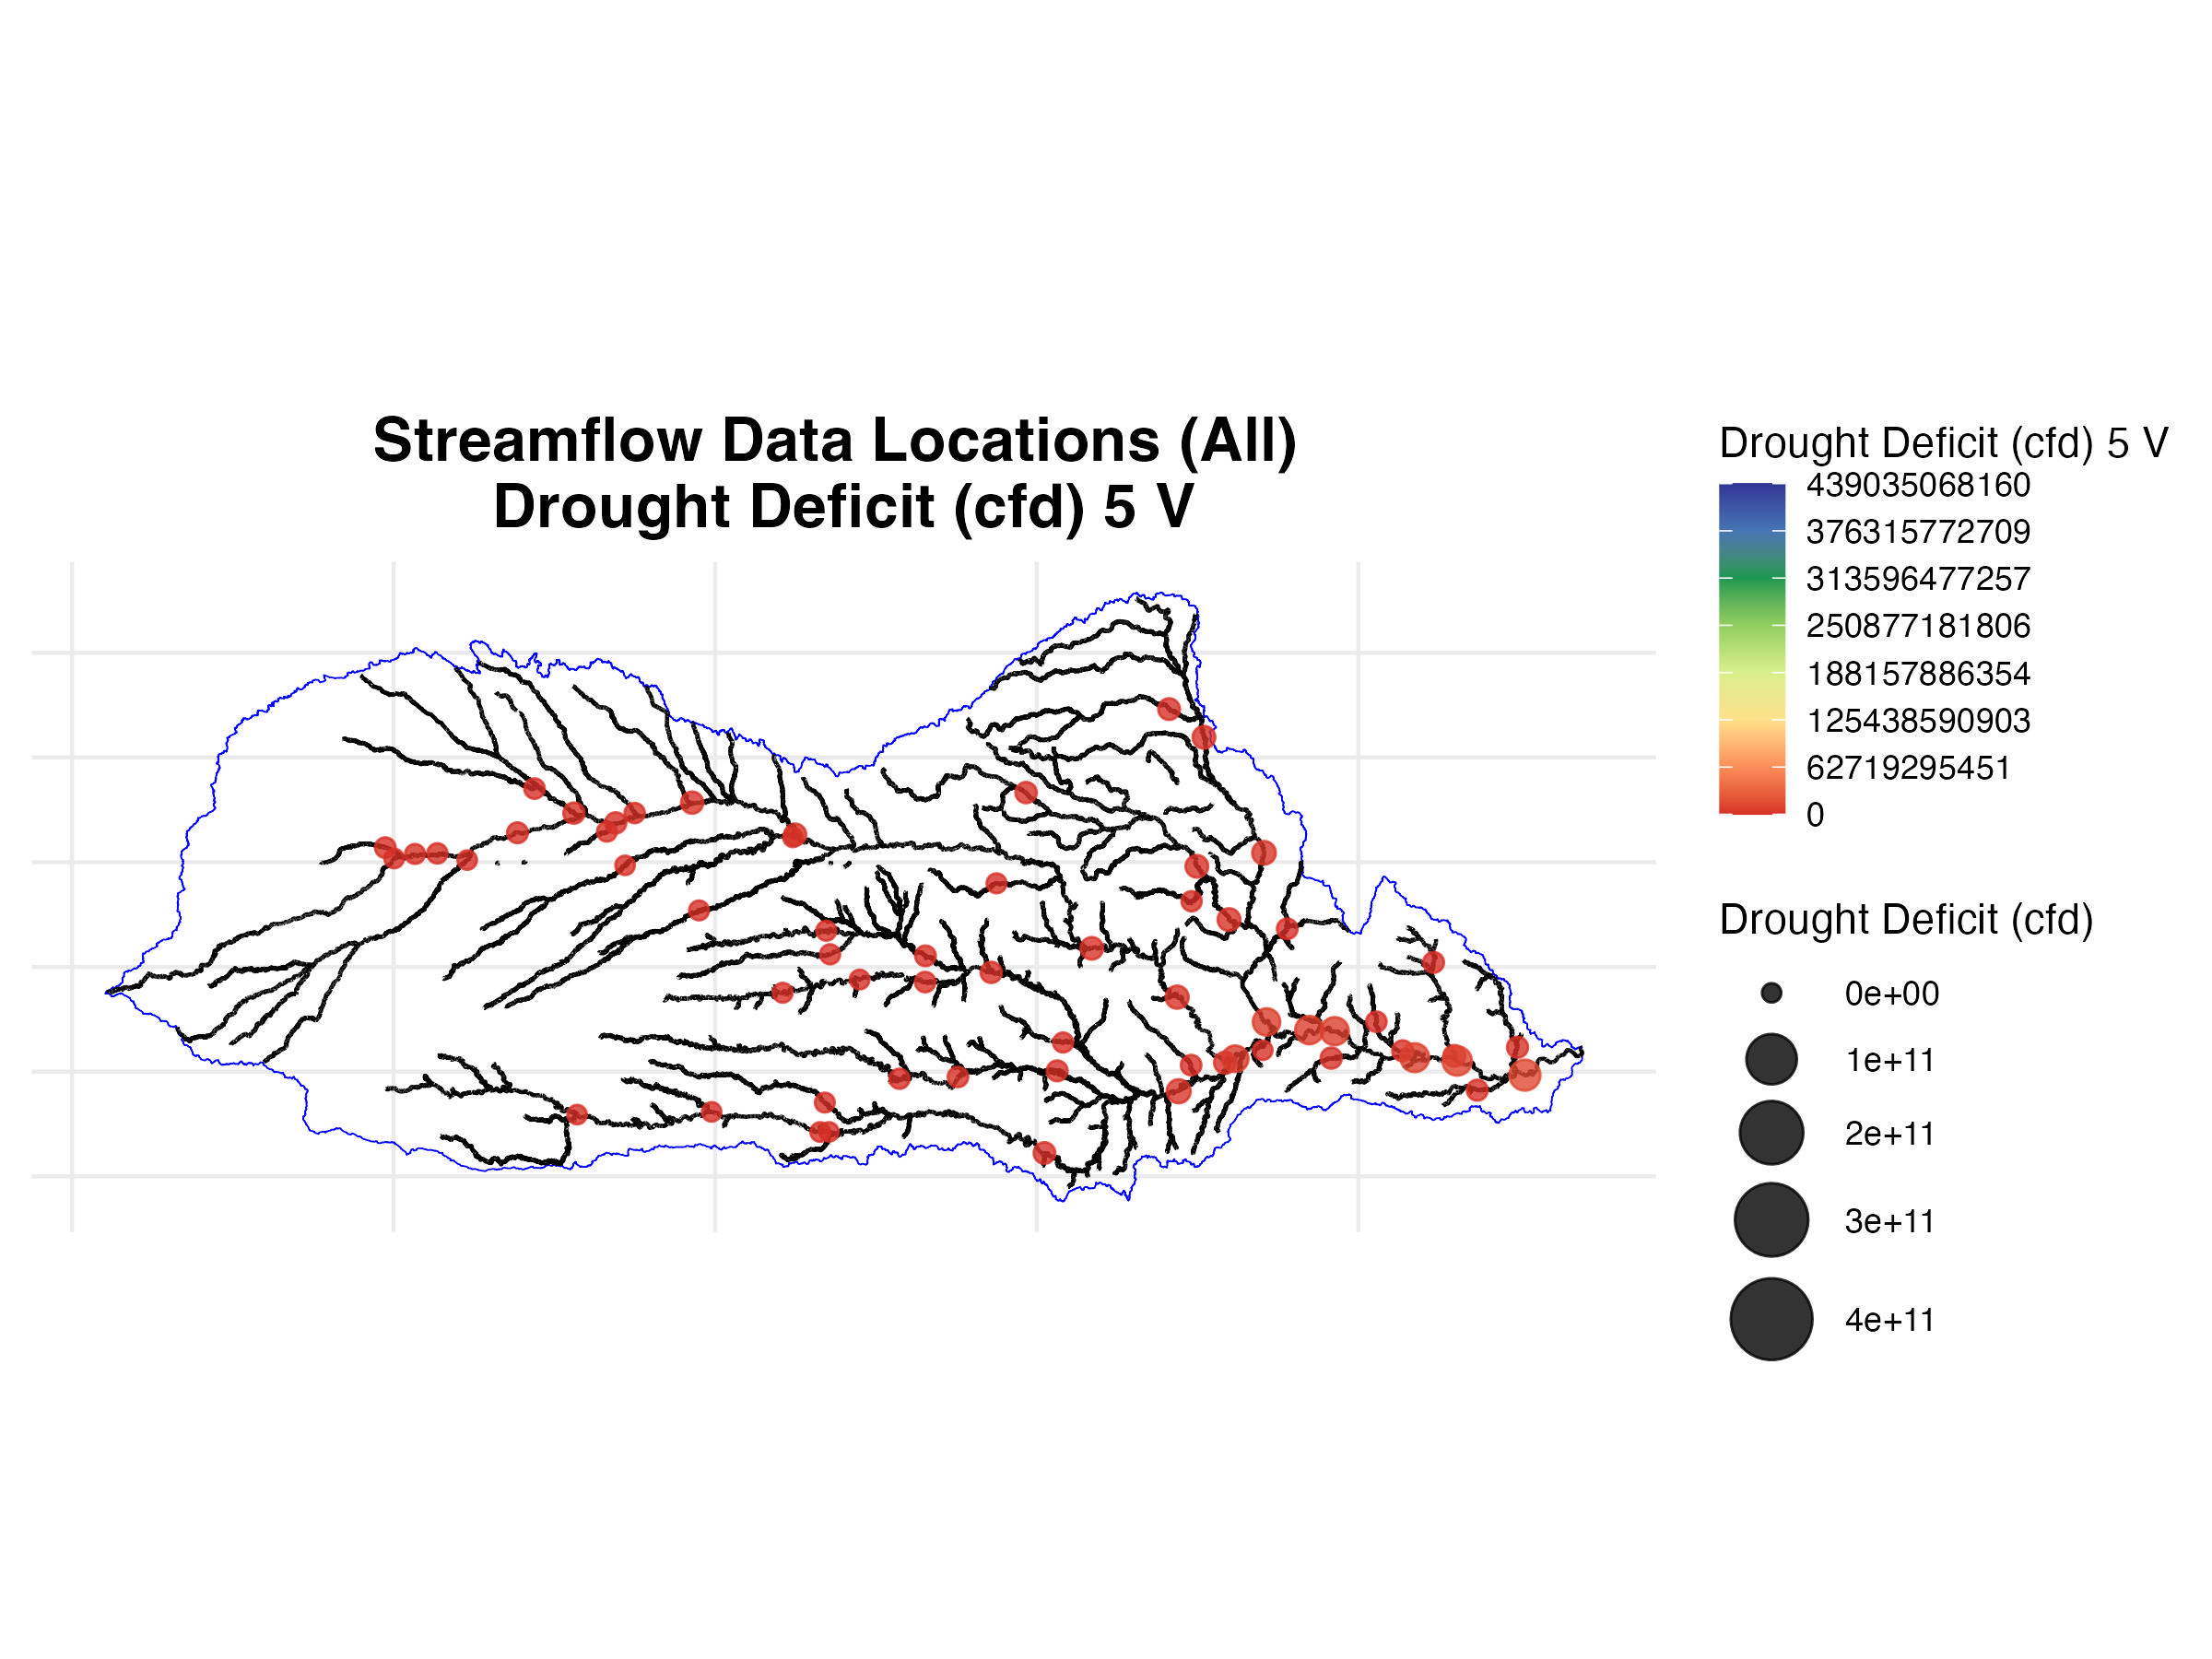 Streamflow Data Locations (All)
Drought Deficit (cfd) 5 V
Drought Deficit (cfd) 5 V
439035068160
376315772709
313596477257
250877181806
188157886354
125438590903
62719295451
0
Drought Deficit (cfd)
0e+00
1e+11
2e+11
3e+11
4e+11